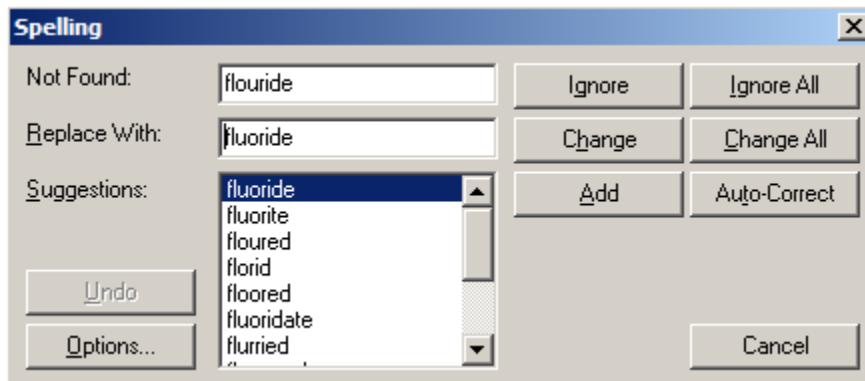 Spelling
Not Found: flouride Ignore Ignore All
Replace With: fluoride Change Change All
Suggestions: fluoride Add Auto-Correct
fluorite
floured
florid
floored
fluoridate
flurried
Undo
Options... Cancel